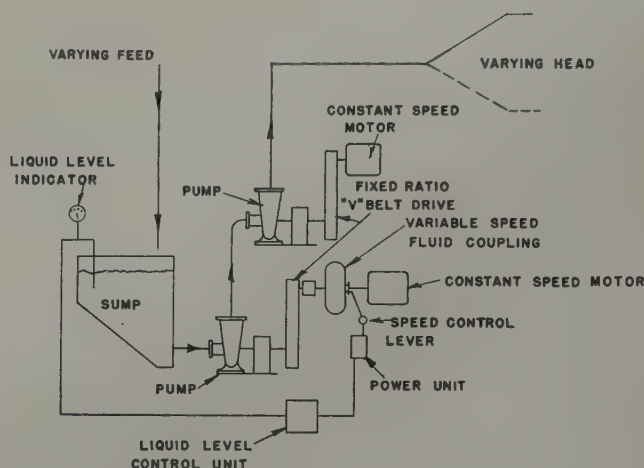 VARYING FEED
VARYING HEAD
CONSTANT SPEED
MOTOR
LIQUID LEVEL
INDICATOR
PUMP
FIXED RATIO
"V" BELT DRIVE
VARIABLE SPEED
FLUID COUPLING
CONSTANT SPEED MOTOR
SUMP
SPEED CONTROL
LEVER
PUMP
POWER UNIT
LIQUID LEVEL
CONTROL UNIT